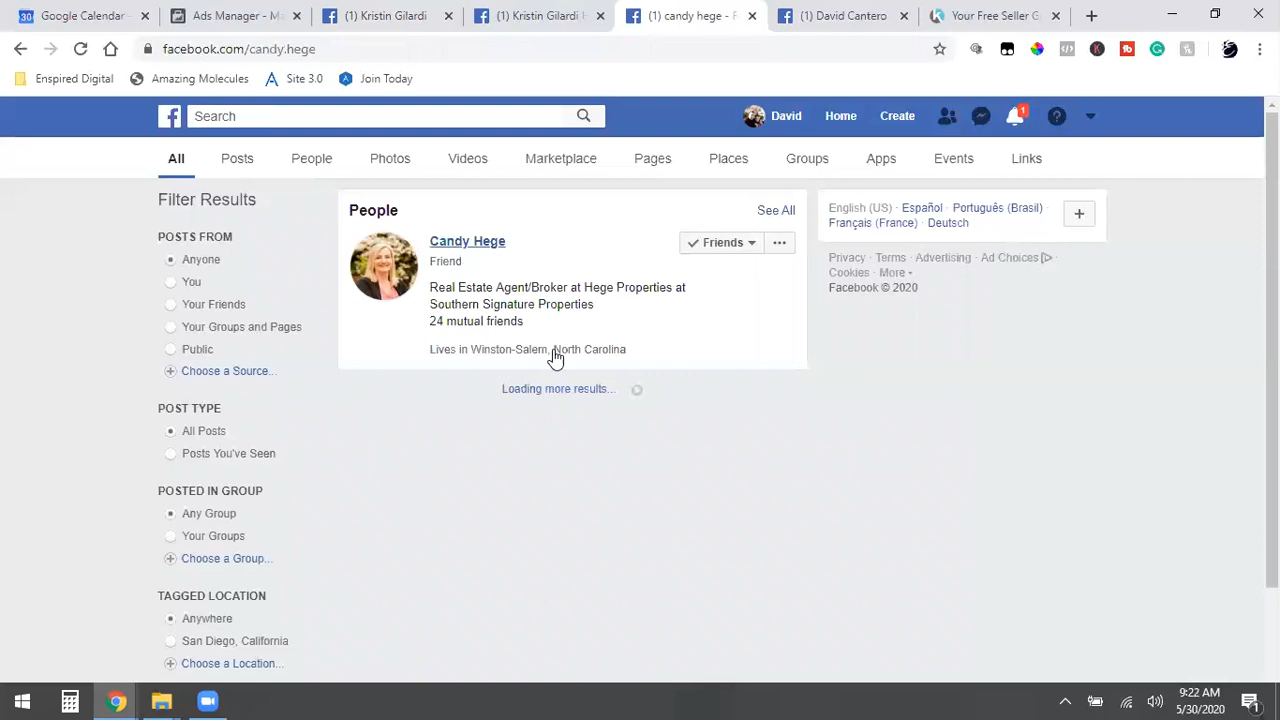 30 Google Calendar -
Ads Manager - Ma
(1) Kristin Gilardi
(1) Kristin Gilardi H
(1) candy hege - F
(1) David Cantero
Your Free Seller G
facebook.com/candy.hege
Enspired Digital
Amazing Molecules
Site 3.0
Join Today
Search
David
Home
Create
1
All
Posts
People
Photos
Videos
Marketplace
Pages
Places
Groups
Apps
Events
Links
Filter Results
POSTS FROM
Anyone
You
Your Friends
Your Groups and Pages
Public
Choose a Source...
POST TYPE
All Posts
Posts You've Seen
POSTED IN GROUP
Any Group
Your Groups
Choose a Group...
TAGGED LOCATION
Anywhere
San Diego, California
Choose a Location...
People
See All
Candy Hege
Friends
Friend
Real Estate Agent/Broker at Hege Properties at
Southern Signature Properties
24 mutual friends
Lives in Winston-Salem, North Carolina
Loading more results...
English (US) · Español · Português (Brasil) ·
Français (France) · Deutsch
Privacy · Terms · Advertising · Ad Choices ·
Cookies · More
Facebook © 2020
9:22 AM
5/30/2020
1